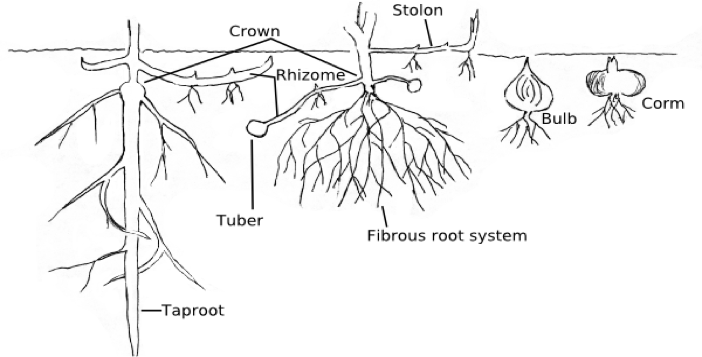 Stolon
Crown
Rhizome
Bulb
Corm
Tuber
Fibrous root system
Taproot